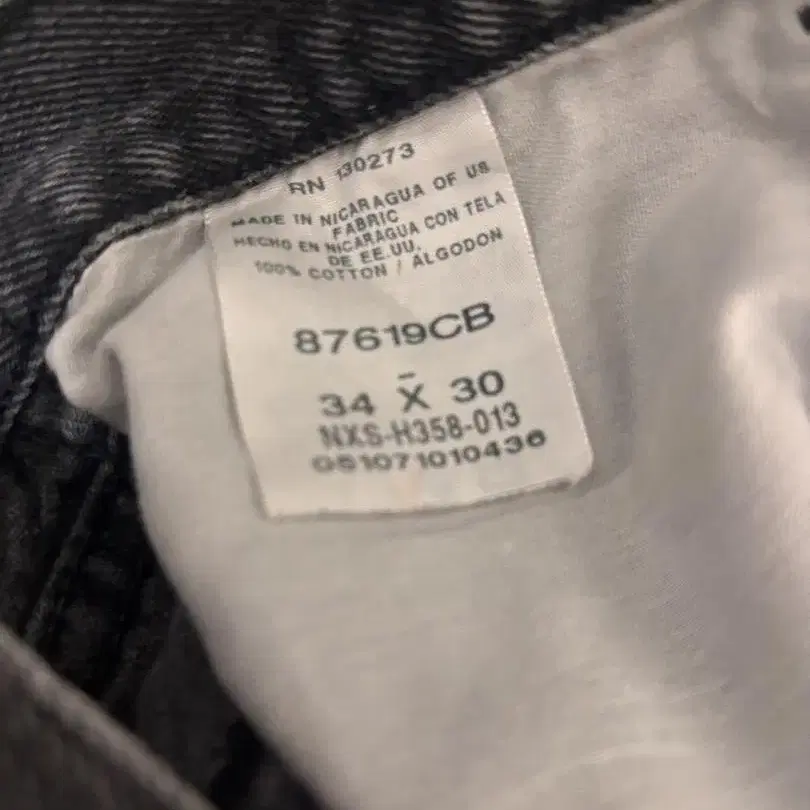 RN 130273
MADE IN NICARAGUA OF US
FABRIC
HECHO EN NICARAGUA CON TELA
DE EE.UU.
100% COTTON / ALGODON
87619CB
34 X 30
NXS-H358-013
GS1071010436